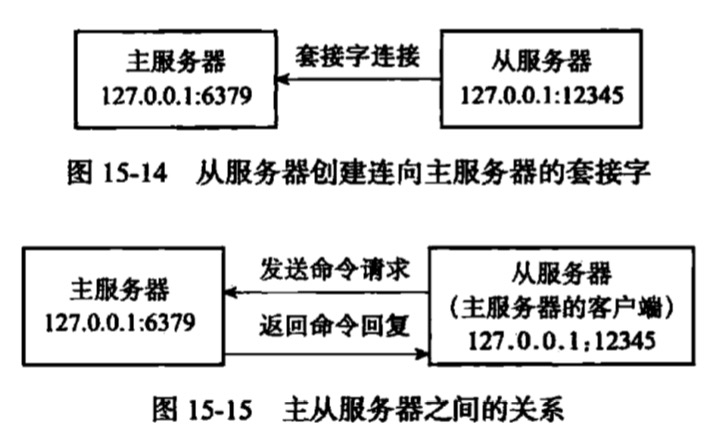 主服务器
127.0.0.1:6379
套接字连接
从服务器
127.0.0.1:12345
图 15-14 从服务器创建连向主服务器的套接字
主服务器
127.0.0.1:6379
发送命令请求
返回命令回复
从服务器
(主服务器的客户端)
127.0.0.1:12345
图 15-15 主从服务器之间的关系